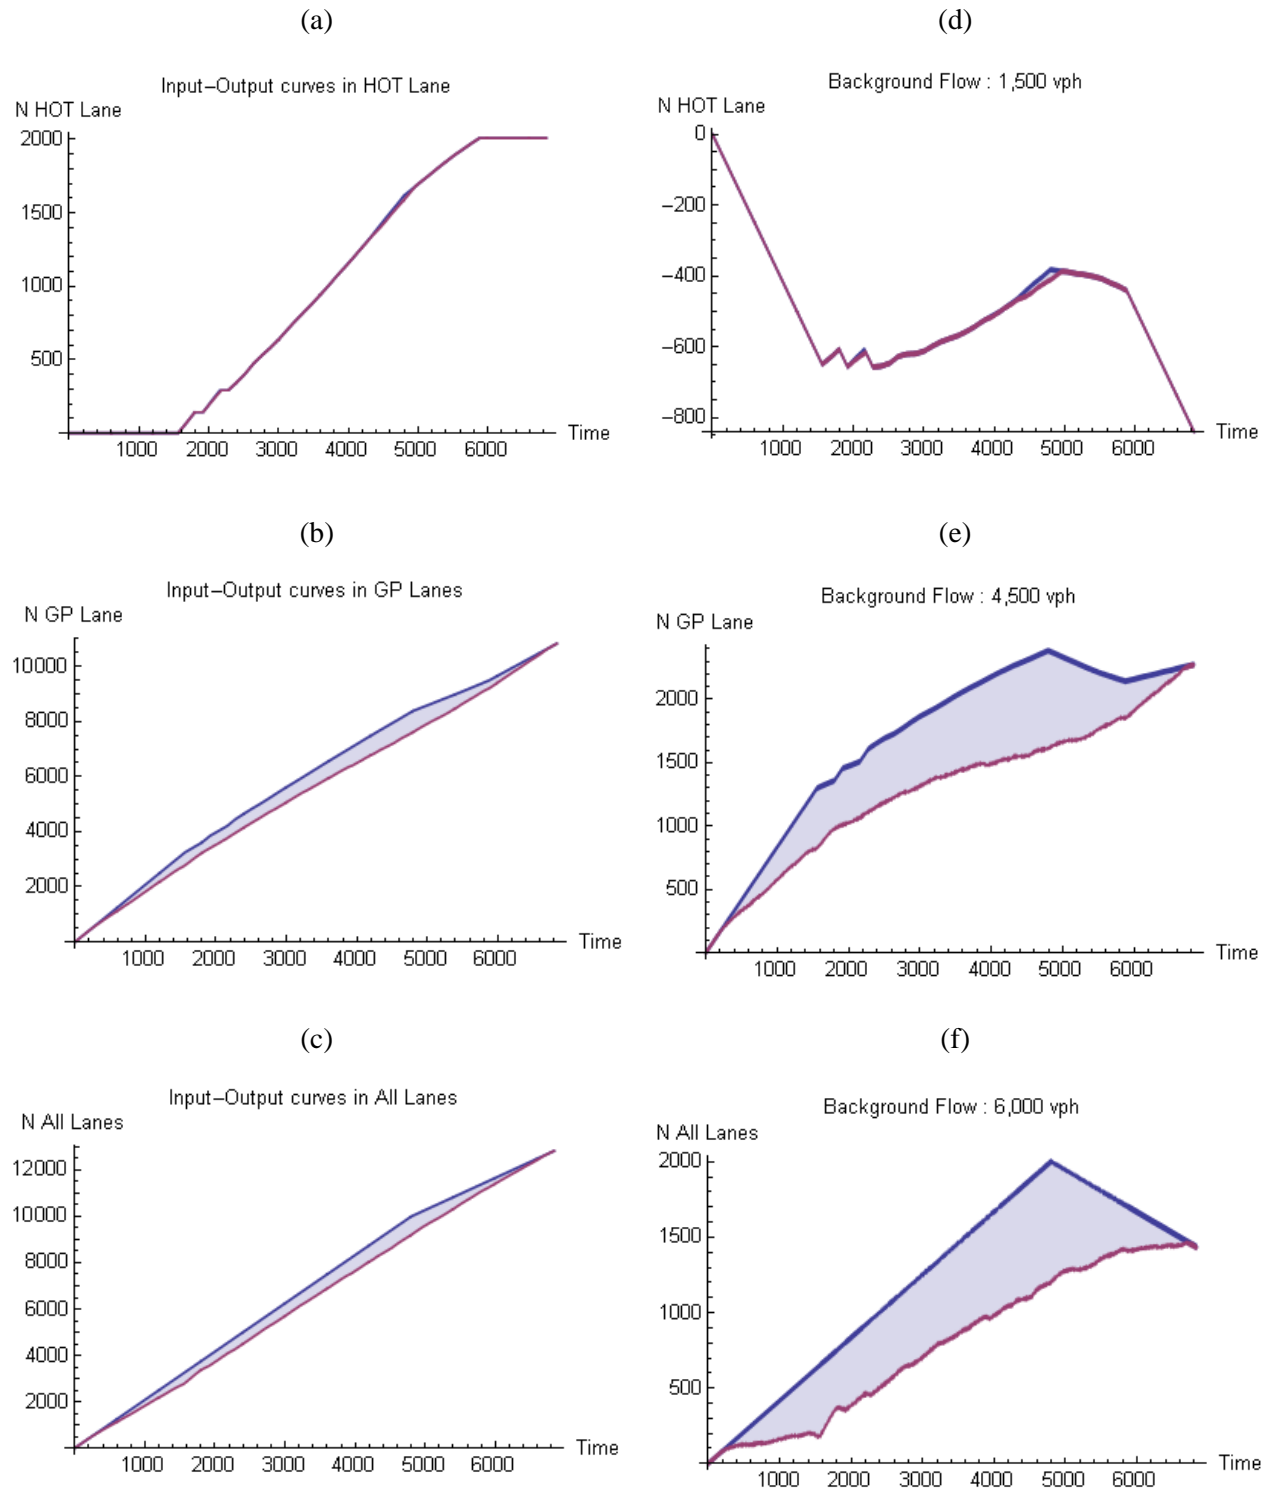 (a)
Input-Output curves in HOT Lane
N HOT Lane
2000
1500
1000
500
1000 2000 3000 4000 5000 6000
Time
(d)
Background Flow : 1,500 vph
N HOT Lane
0
-200
-400
-600
-800
1000 2000 3000 4000 5000 6000
Time
(b)
Input-Output curves in GP Lanes
N GP Lane
10000
8000
6000
4000
2000
1000 2000 3000 4000 5000 6000
Time
(e)
Background Flow : 4,500 vph
N GP Lane
2000
1500
1000
500
1000 2000 3000 4000 5000 6000
Time
(c)
Input-Output curves in All Lanes
N All Lanes
12000
10000
8000
6000
4000
2000
1000 2000 3000 4000 5000 6000
Time
(f)
Background Flow : 6,000 vph
N All Lanes
2000
1500
1000
500
1000 2000 3000 4000 5000 6000
Time